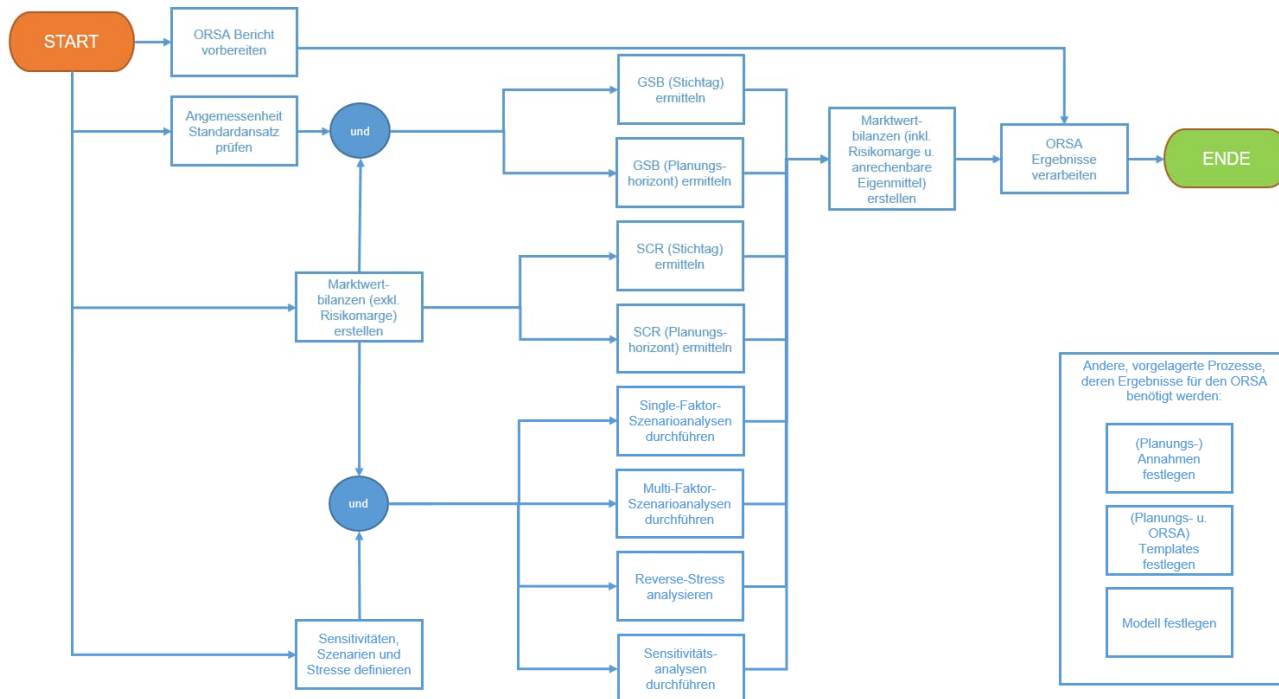 START
ORSA Bericht
vorbereiten
Angemessenheit
Standardansatz
prüfen
und
GSB (Stichtag)
ermitteln
GSB (Planungs-
horizont) ermitteln
Marktwert-
bilanzen (inkl.
Risikomarge u.
anrechenbare
Eigenmittel)
erstellen
ORSA
Ergebnisse
verarbeiten
ENDE
SCR (Stichtag)
ermitteln
Marktwert-
bilanzen (exkl.
Risikomarge)
erstellen
SCR (Planungs-
horizont) ermitteln
Single-Faktor-
Szenarioanalysen
durchführen
und
Multi-Faktor-
Szenarioanalysen
durchführen
Reverse-Stress
analysieren
Sensitivitäten,
Szenarien und
Stresse definieren
Sensitivitäts-
analysen
durchführen
Andere, vorgelagerte Prozesse,
deren Ergebnisse für den ORSA
benötigt werden:
(Planungs-)
Annahmen
festlegen
(Planungs- u.
ORSA)
Templates
festlegen
Modell festlegen